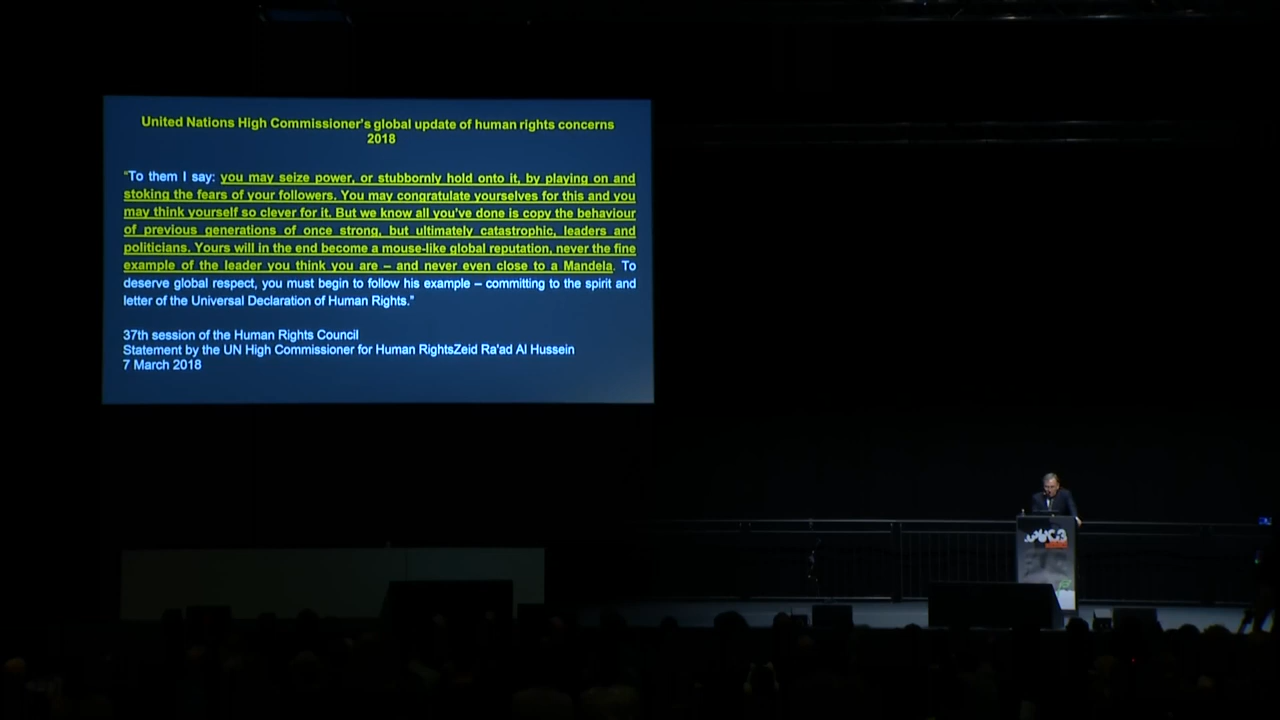 United Nations High Commissioner's global update of human rights concerns
2018
"To them I say: you may seize power, or stubbornly hold onto it, by playing on and
stoking the fears of your followers. You may congratulate yourselves for this and you
may think yourself so clever for it. But we know all you've done is copy the behaviour
of previous generations of once strong, but ultimately catastrophic, leaders and
politicians. Yours will in the end become a mouse-like global reputation, never the fine
example of the leader you think you are – and never even close to a Mandela. To
deserve global respect, you must begin to follow his example – committing to the spirit and
letter of the Universal Declaration of Human Rights."
37th session of the Human Rights Council
Statement by the UN High Commissioner for Human RightsZeid Ra'ad Al Hussein
7 March 2018